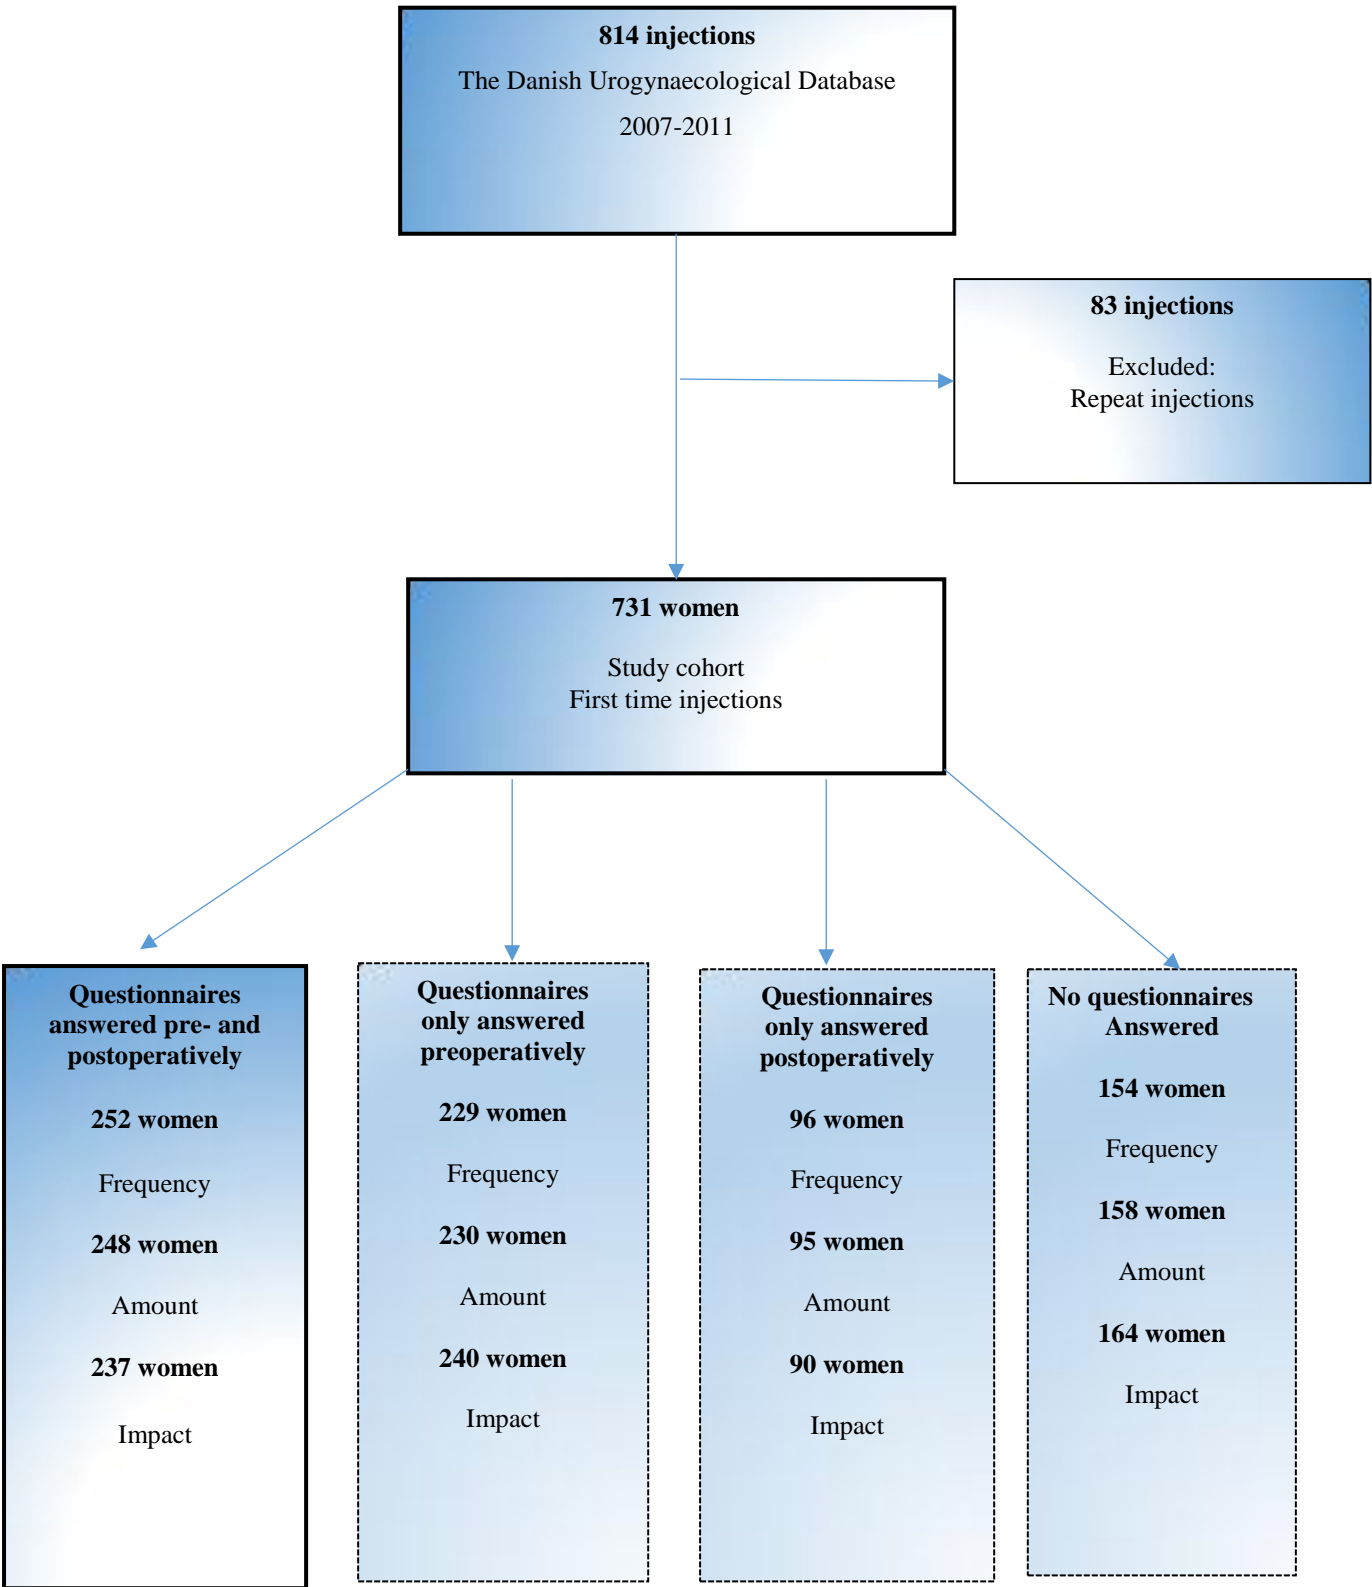 814 injections
The Danish Urogynaecological Database
2007-2011
83 injections
Excluded:
Repeat injections
731 women
Study cohort
First time injections
Questionnaires
answered pre- and
postoperatively
252 women
Frequency
248 women
Amount
237 women
Impact
Questionnaires
only answered
preoperatively
229 women
Frequency
230 women
Amount
240 women
Impact
Questionnaires
only answered
postoperatively
96 women
Frequency
95 women
Amount
90 women
Impact
No questionnaires
Answered
154 women
Frequency
158 women
Amount
164 women
Impact